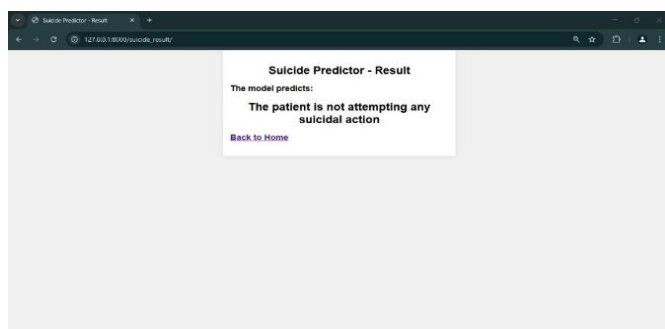 Suicide Predictor - Result
127.0.0.1:8000/suicide_result/
Suicide Predictor - Result
The model predicts:
The patient is not attempting any
suicidal action
Back to Home